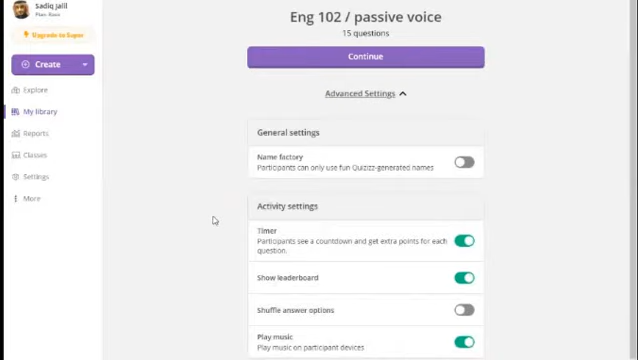 Sadiq Jalil
Upgrade to Super
Create
Explore
My library
Reports
Classes
Settings
More
Eng 102 / passive voice
15 questions
Continue
Advanced Settings
General settings
Name factory
Participants can only use fun Quizizz-generated names
Activity settings
Timer
Participants see a countdown and get extra points for each
question.
Show leaderboard
Shuffle answer options
Play music
Play music on participant devices